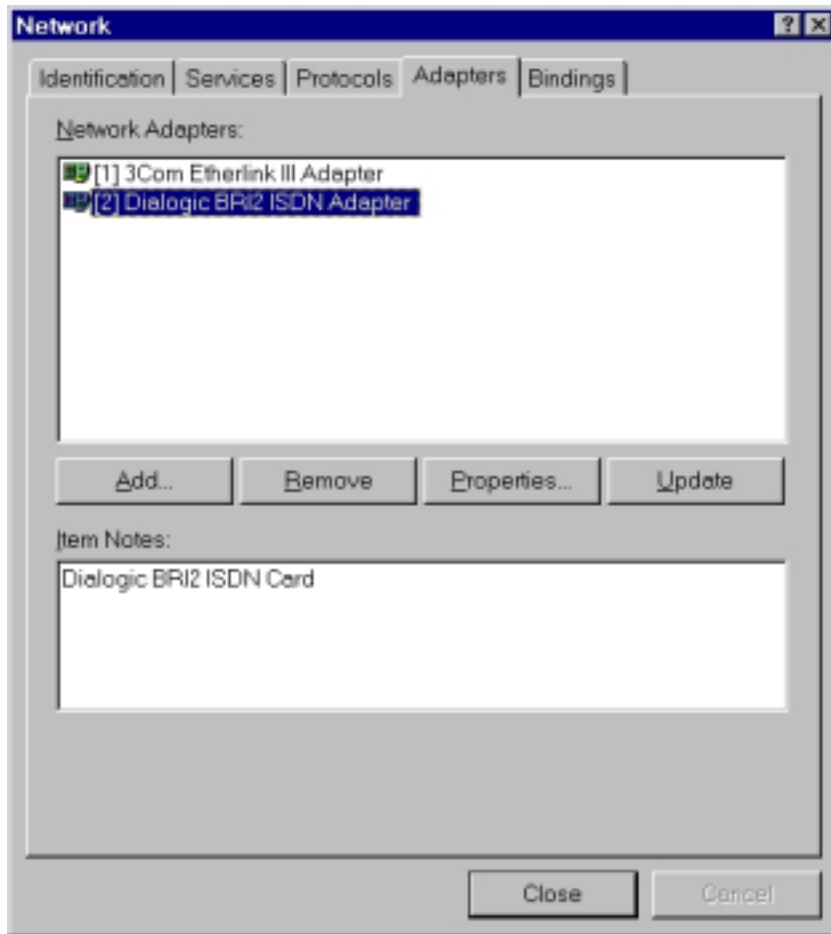 Network
Identification Services Protocols Adapters Bindings
Network Adapters:
[1] 3Com Etherlink III Adapter
[2] Dialogic BRI2 ISDN Adapter
Add... Remove Properties... Update
Item Notes:
Dialogic BRI2 ISDN Card
Close Cancel